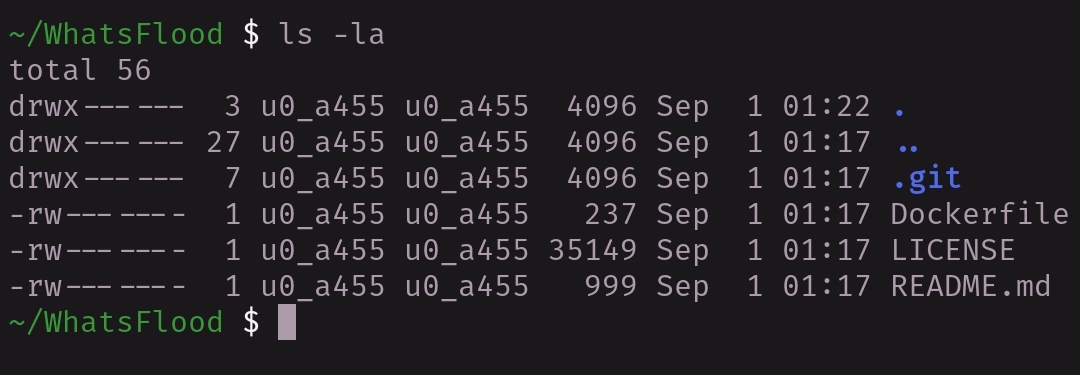 ~/WhatsFlood $ ls -la
total 56
drwx------  3 u0_a455 u0_a455  4096 Sep  1 01:22 .
drwx------ 27 u0_a455 u0_a455  4096 Sep  1 01:17 ..
drwx------  7 u0_a455 u0_a455  4096 Sep  1 01:17 .git
-rw-------  1 u0_a455 u0_a455   237 Sep  1 01:17 Dockerfile
-rw-------  1 u0_a455 u0_a455 35149 Sep  1 01:17 LICENSE
-rw-------  1 u0_a455 u0_a455   999 Sep  1 01:17 README.md
~/WhatsFlood $